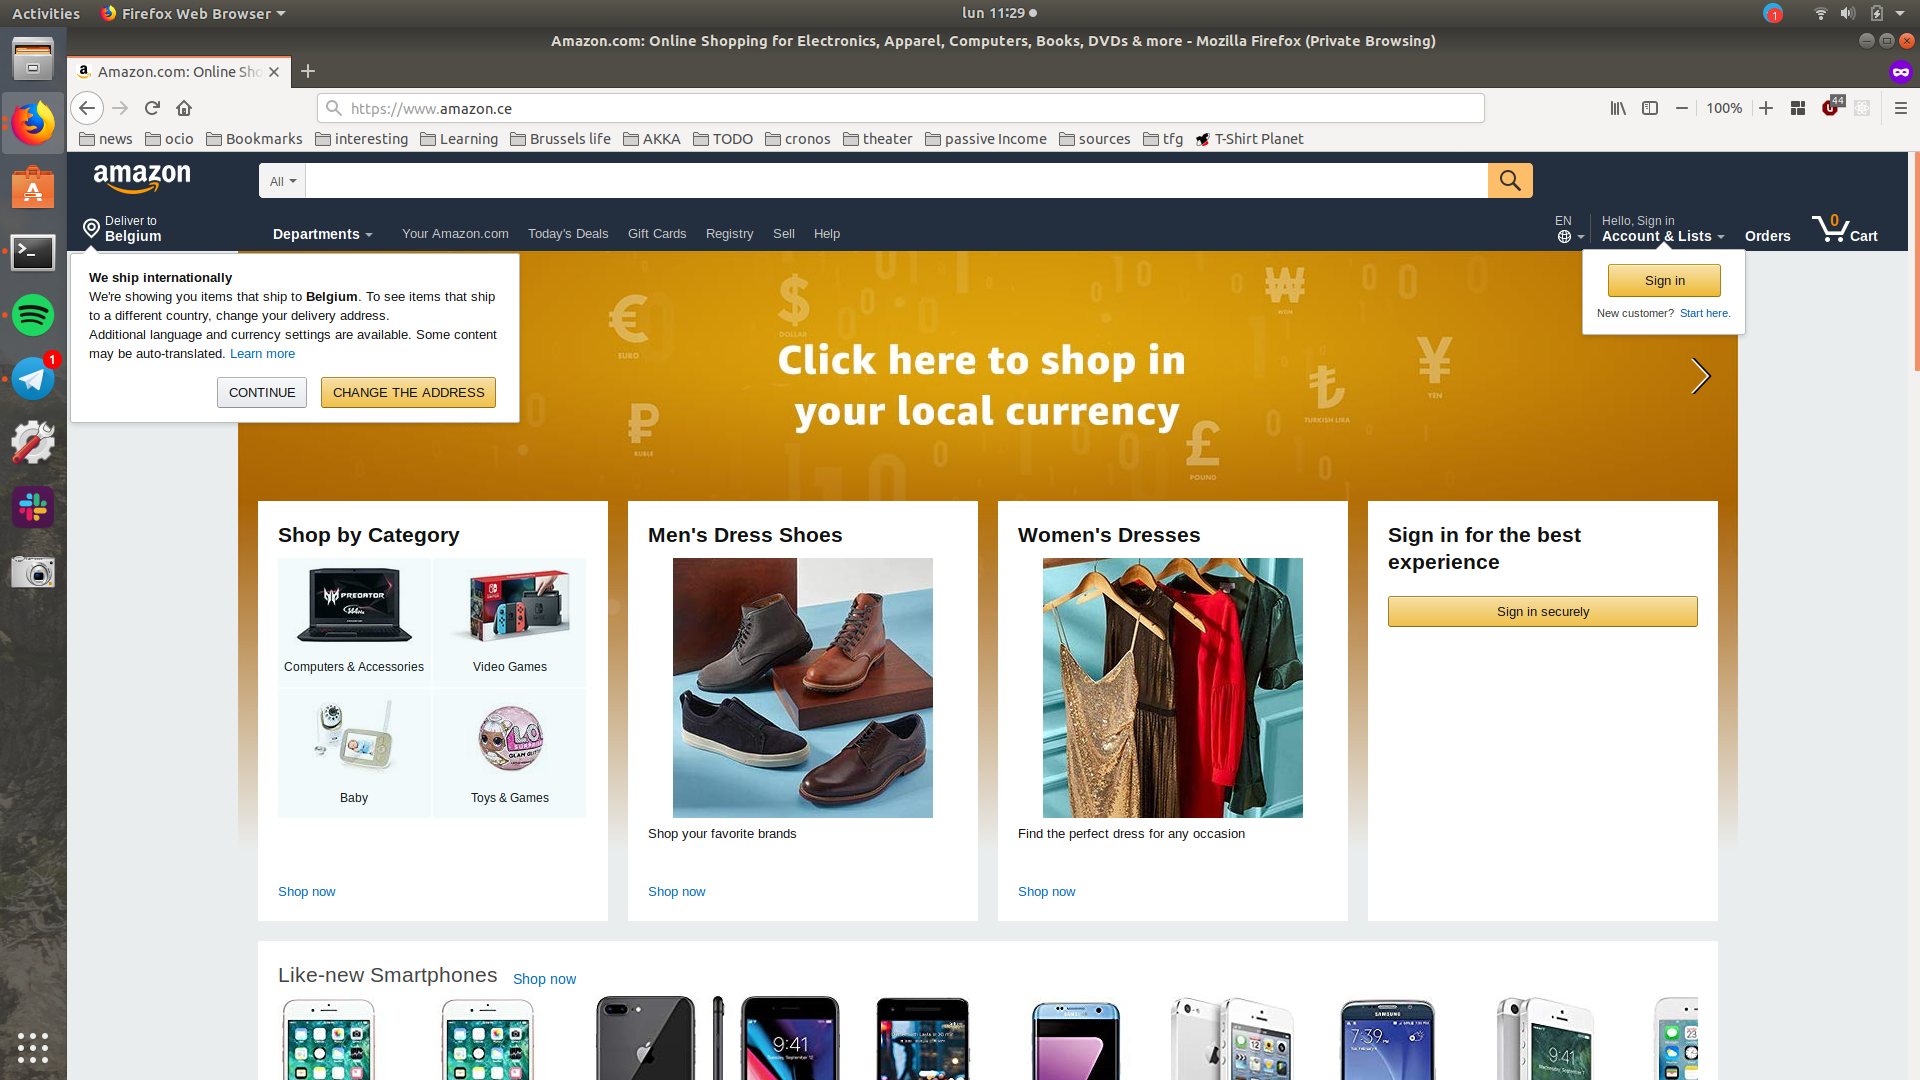 Activities
Firefox Web Browser
lun 11:29
1
Amazon.com: Online Shopping for Electronics, Apparel, Computers, Books, DVDs & more - Mozilla Firefox (Private Browsing)
Amazon.com: Online Sho
https://www.amazon.ce
100%
44
news
ocio
Bookmarks
interesting
Learning
Brussels life
AKKA
TODO
cronos
theater
passive Income
sources
tfg
T-Shirt Planet
amazon
All
Deliver to
Belgium
Departments
Your Amazon.com
Today's Deals
Gift Cards
Registry
Sell
Help
EN
Hello, Sign in
Account & Lists
Orders
0
Cart
We ship internationally
We're showing you items that ship to Belgium. To see items that ship
to a different country, change your delivery address.
Additional language and currency settings are available. Some content
may be auto-translated. Learn more
CONTINUE
CHANGE THE ADDRESS
Sign in
New customer? Start here.
Click here to shop in
your local currency
€
EURO
$
DOLLAR
₩
WON
¥
YEN
₺
TURKISH LIRA
₽
RUBLE
£
POUND
1
Shop by Category
PREDATOR
Computers & Accessories
Video Games
Baby
Toys & Games
Shop now
Men's Dress Shoes
Shop your favorite brands
Shop now
Women's Dresses
Find the perfect dress for any occasion
Shop now
Sign in for the best
experience
Sign in securely
Like-new Smartphones
Shop now
9:41
SAMSUNG
7:39
9:41